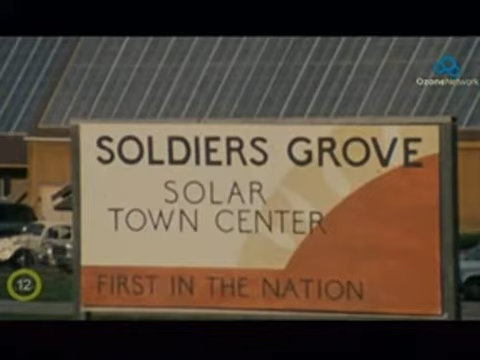 OzoneNetwork
SOLDIERS GROVE
SOLAR
TOWN CENTER
FIRST IN THE NATION
12